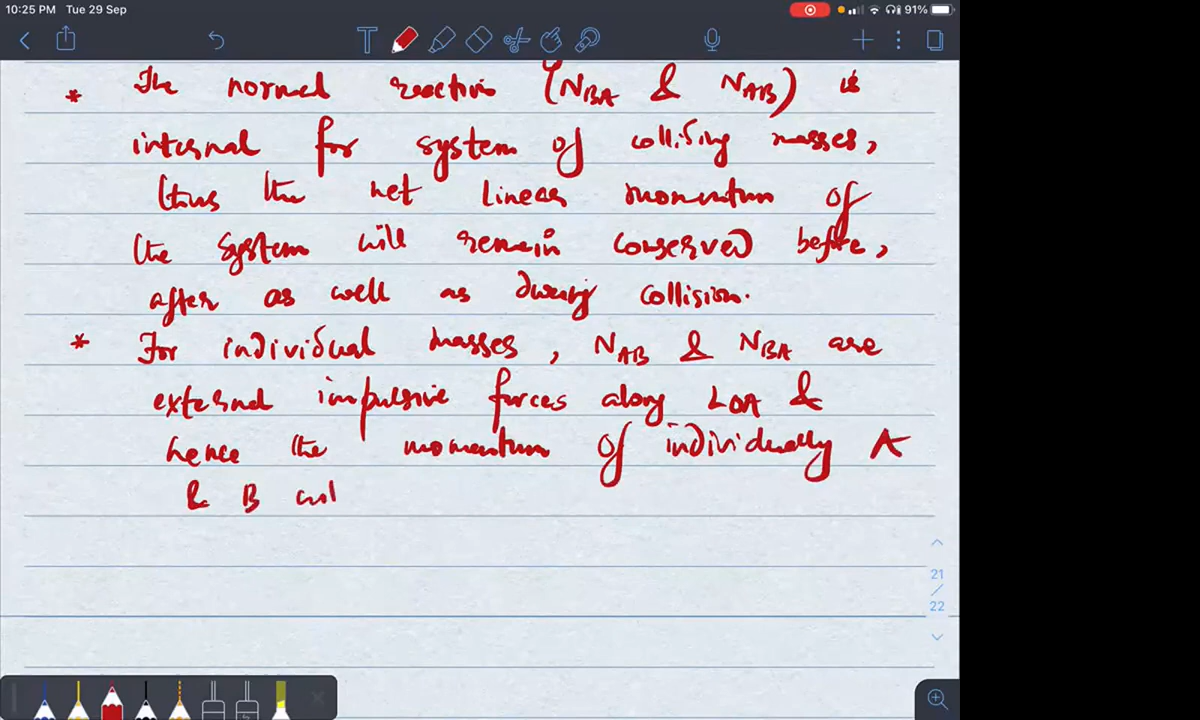 10:25 PM Tue 29 Sep
91%
T
* The normal reaction (NBA & NAB) is
internal for system of colliding masses,
thus the net linear momentum of
the system will remain conserved before,
after as well as during collision.
* For individual masses, NAB & NBA are
external impulsive forces along LOA &
hence the momentum of individually A
& B
21
/
22